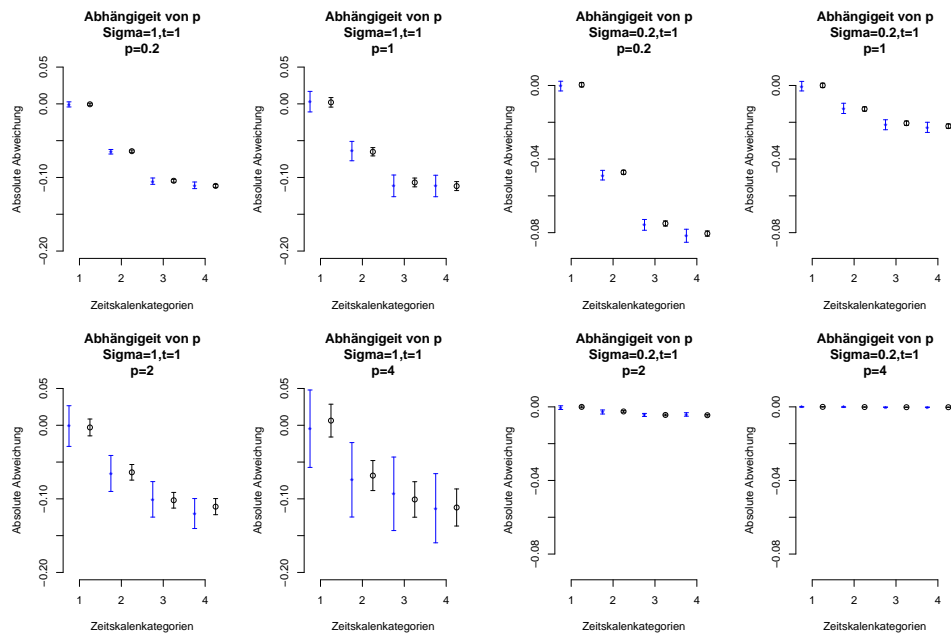 Abhängigeit von p
Sigma=1,t=1
p=0.2
Absolute Abweichung
0.05
0.00
−0.10
−0.20
1 2 3 4
Zeitskalenkategorien
Abhängigeit von p
Sigma=1,t=1
p=1
Absolute Abweichung
0.05
0.00
−0.10
−0.20
1 2 3 4
Zeitskalenkategorien
Abhängigeit von p
Sigma=0.2,t=1
p=0.2
Absolute Abweichung
0.00
−0.04
−0.08
1 2 3 4
Zeitskalenkategorien
Abhängigeit von p
Sigma=0.2,t=1
p=1
Absolute Abweichung
0.00
−0.04
−0.08
1 2 3 4
Zeitskalenkategorien
Abhängigeit von p
Sigma=1,t=1
p=2
Absolute Abweichung
0.05
0.00
−0.10
−0.20
1 2 3 4
Zeitskalenkategorien
Abhängigeit von p
Sigma=1,t=1
p=4
Absolute Abweichung
0.05
0.00
−0.10
−0.20
1 2 3 4
Zeitskalenkategorien
Abhängigeit von p
Sigma=0.2,t=1
p=2
Absolute Abweichung
0.00
−0.04
−0.08
1 2 3 4
Zeitskalenkategorien
Abhängigeit von p
Sigma=0.2,t=1
p=4
Absolute Abweichung
0.00
−0.04
−0.08
1 2 3 4
Zeitskalenkategorien